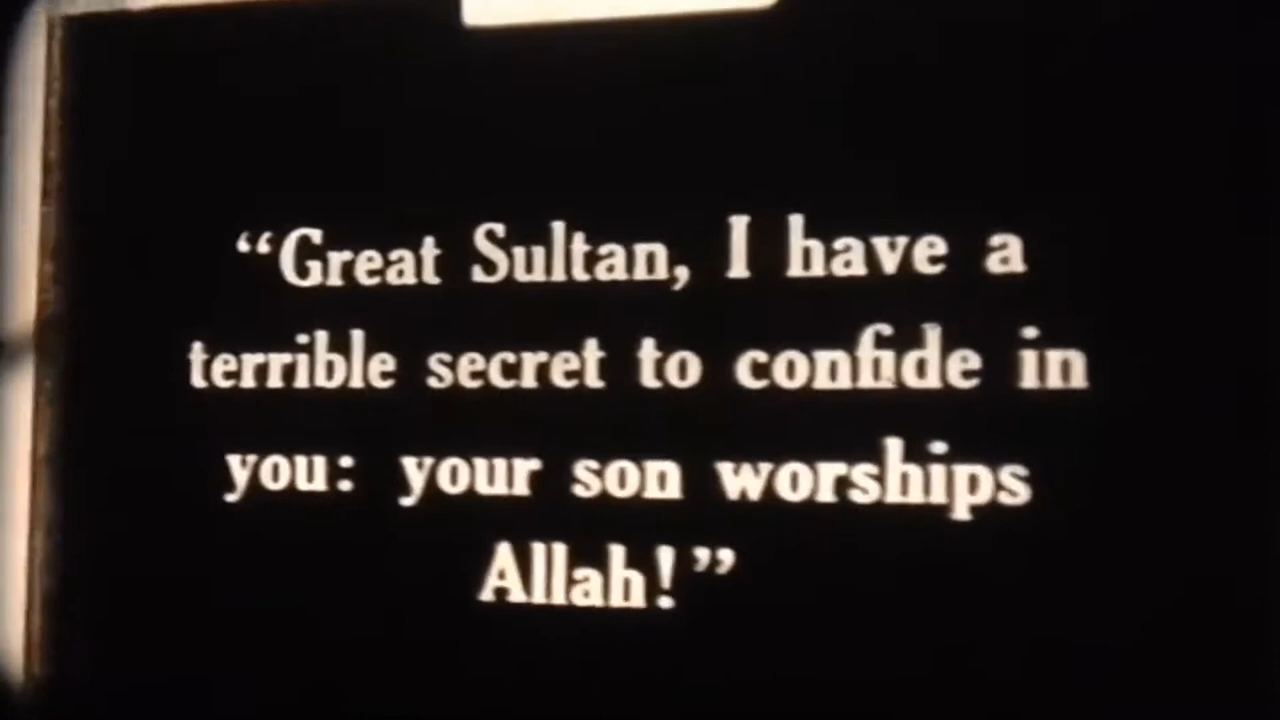 “Great Sultan, I have a
terrible secret to confide in
you: your son worships
Allah!”